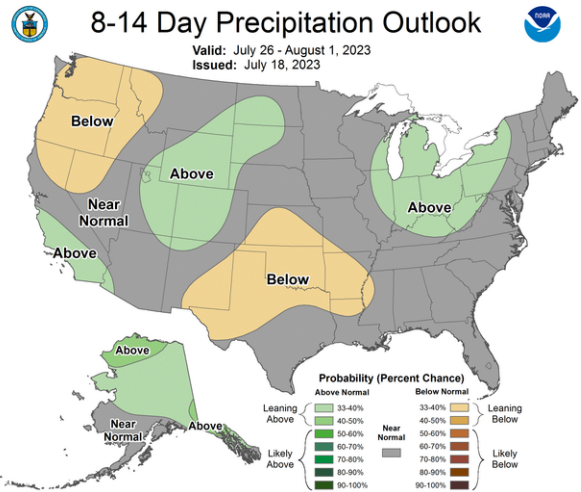 8-14 Day Precipitation Outlook
Valid: July 26 - August 1, 2023
Issued: July 18, 2023
NOAA
Below
Above
Near
Normal
Above
Below
Above
Above
Near
Normal
Above
Probability (Percent Chance)
Above Normal
Below Normal
Leaning
Above
33-40%
40-50%
Likely
Above
50-60%
60-70%
70-80%
80-90%
90-100%
Near
Normal
33-40%
40-50%
Leaning
Below
50-60%
60-70%
70-80%
80-90%
90-100%
Likely
Below